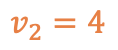 v₂ = 4